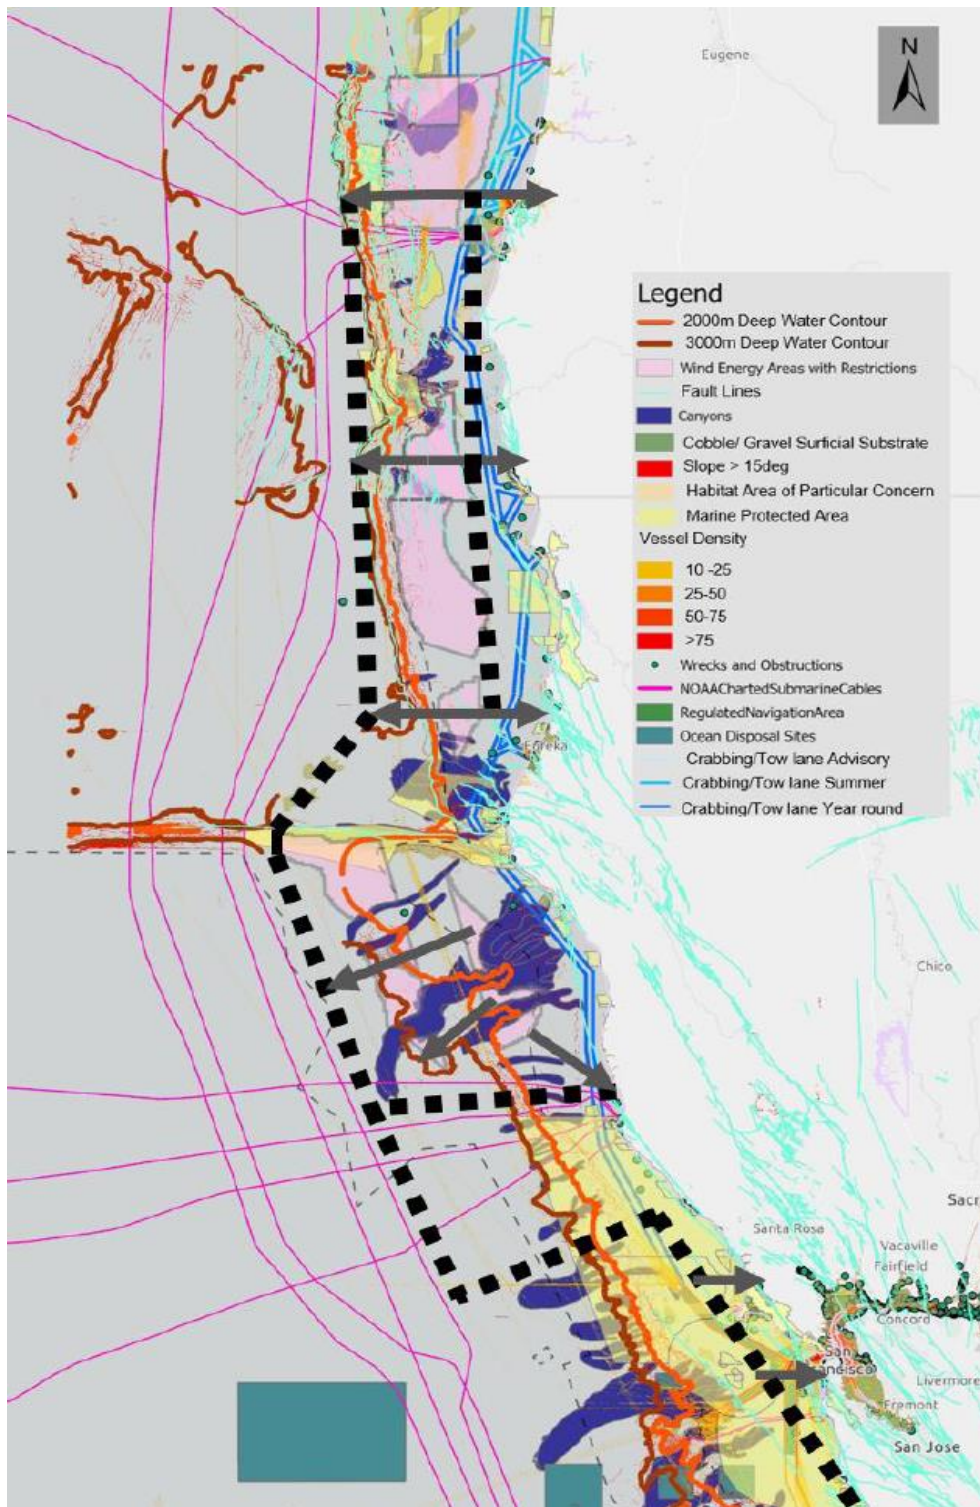 N
Eugene
Legend
2000m Deep Water Contour
3000m Deep Water Contour
Wind Energy Areas with Restrictions
Fault Lines
Canyons
Cobble/ Gravel Surficial Substrate
Slope > 15deg
Habitat Area of Particular Concern
Marine Protected Area
Vessel Density
10 -25
25-50
50-75
>75
Wrecks and Obstructions
NOAAChartedSubmarineCables
RegulatedNavigationArea
Ocean Disposal Sites
Crabbing/Tow lane Advisory
Crabbing/Tow lane Summer
Crabbing/Tow lane Year round
Eureka
Chico
Sacr
Santa Rosa
Vacaville
Fairfield
Concord
San
Francisco
Livermore
Fremont
San Jose